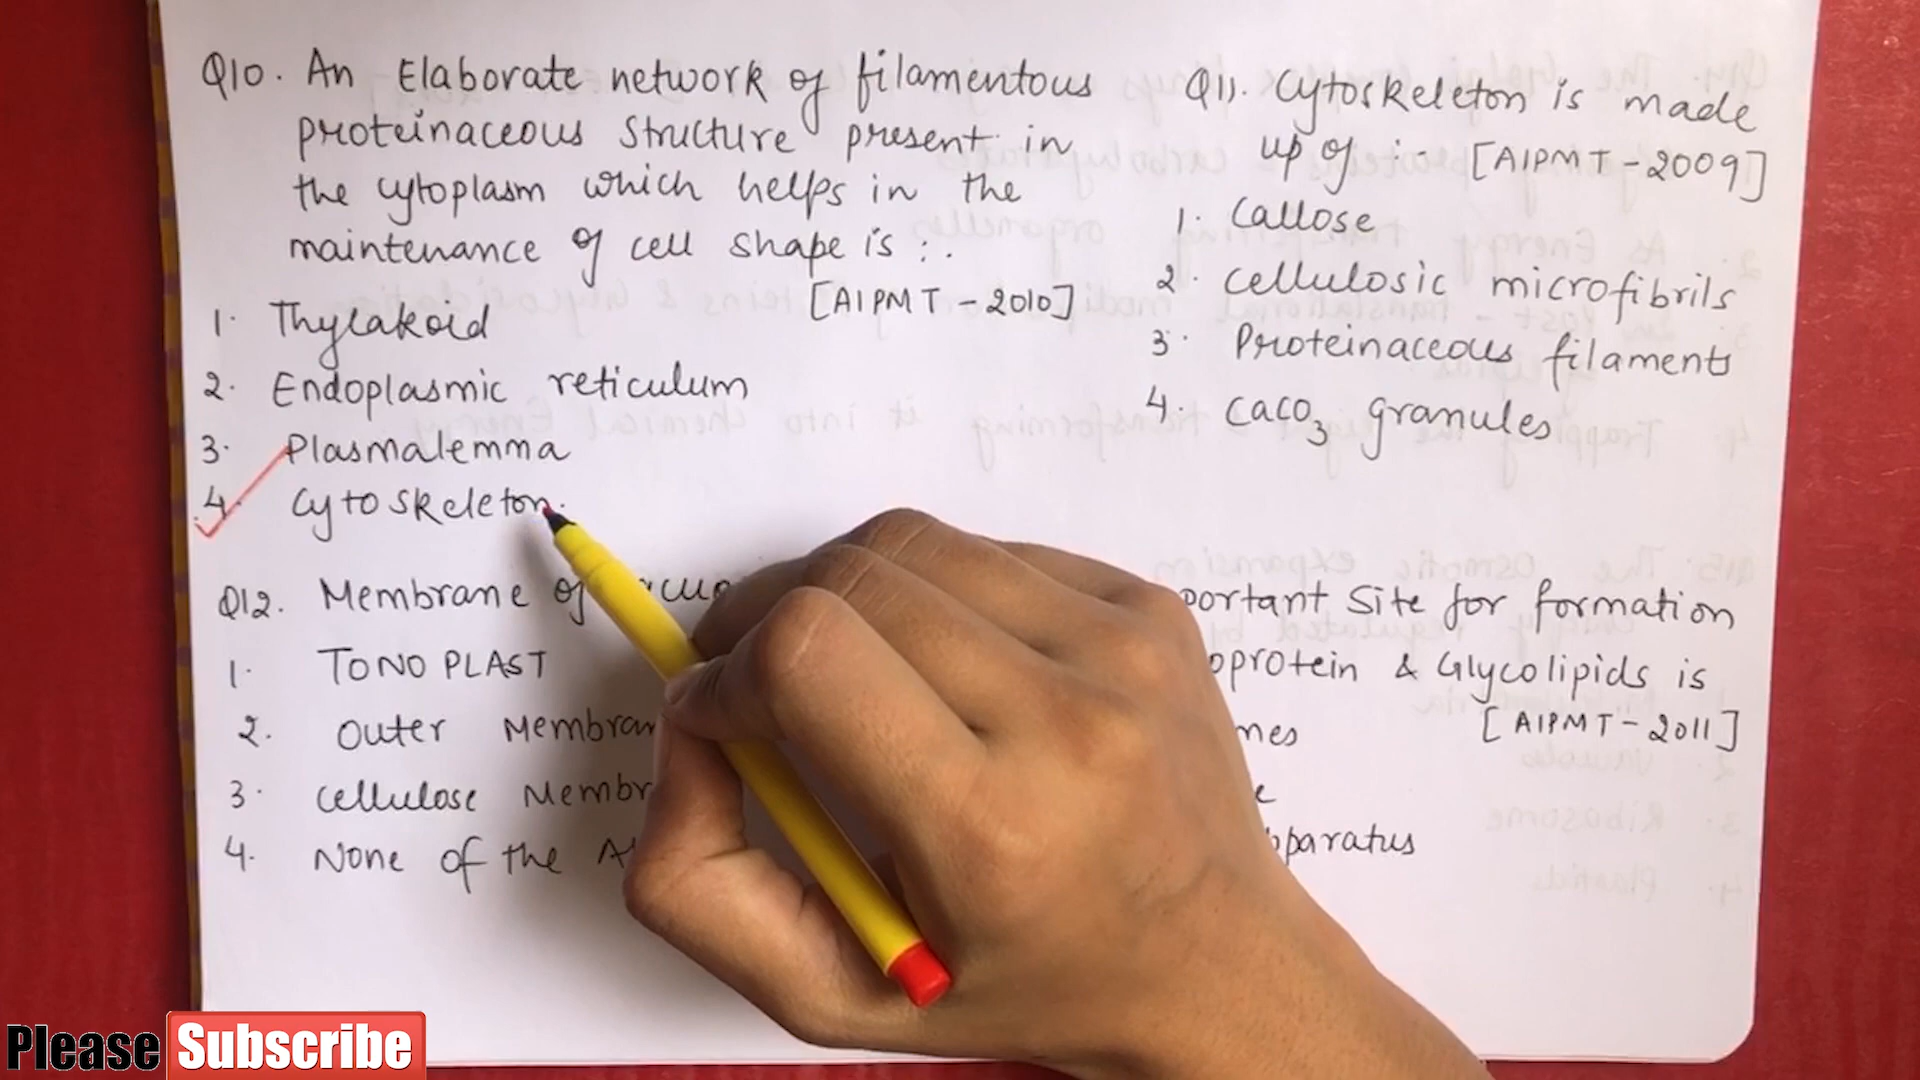 Q10. An Elaborate network of filamentous
proteinaceous structure present in
the cytoplasm which helps in the
maintenance of cell shape is :.
[AIPMT - 2010]
1. Thylakoid
2. Endoplasmic reticulum
3. Plasmalemma
4. Cytoskeleton.
Q11. Cytoskeleton is made
up of :- [AIPMT - 2009]
1. Callose
2. Cellulosic microfibrils
3. Proteinaceous filaments
4. CaCO3 granules
Q12. Membrane of
1. TONOPLAST
2. Outer Membran
3. Cellulose Membr
4. None of the A
portant Site for formation
oprotein & Glycolipids is
mes [AIPMT - 2011]
e
pparatus
Please Subscribe